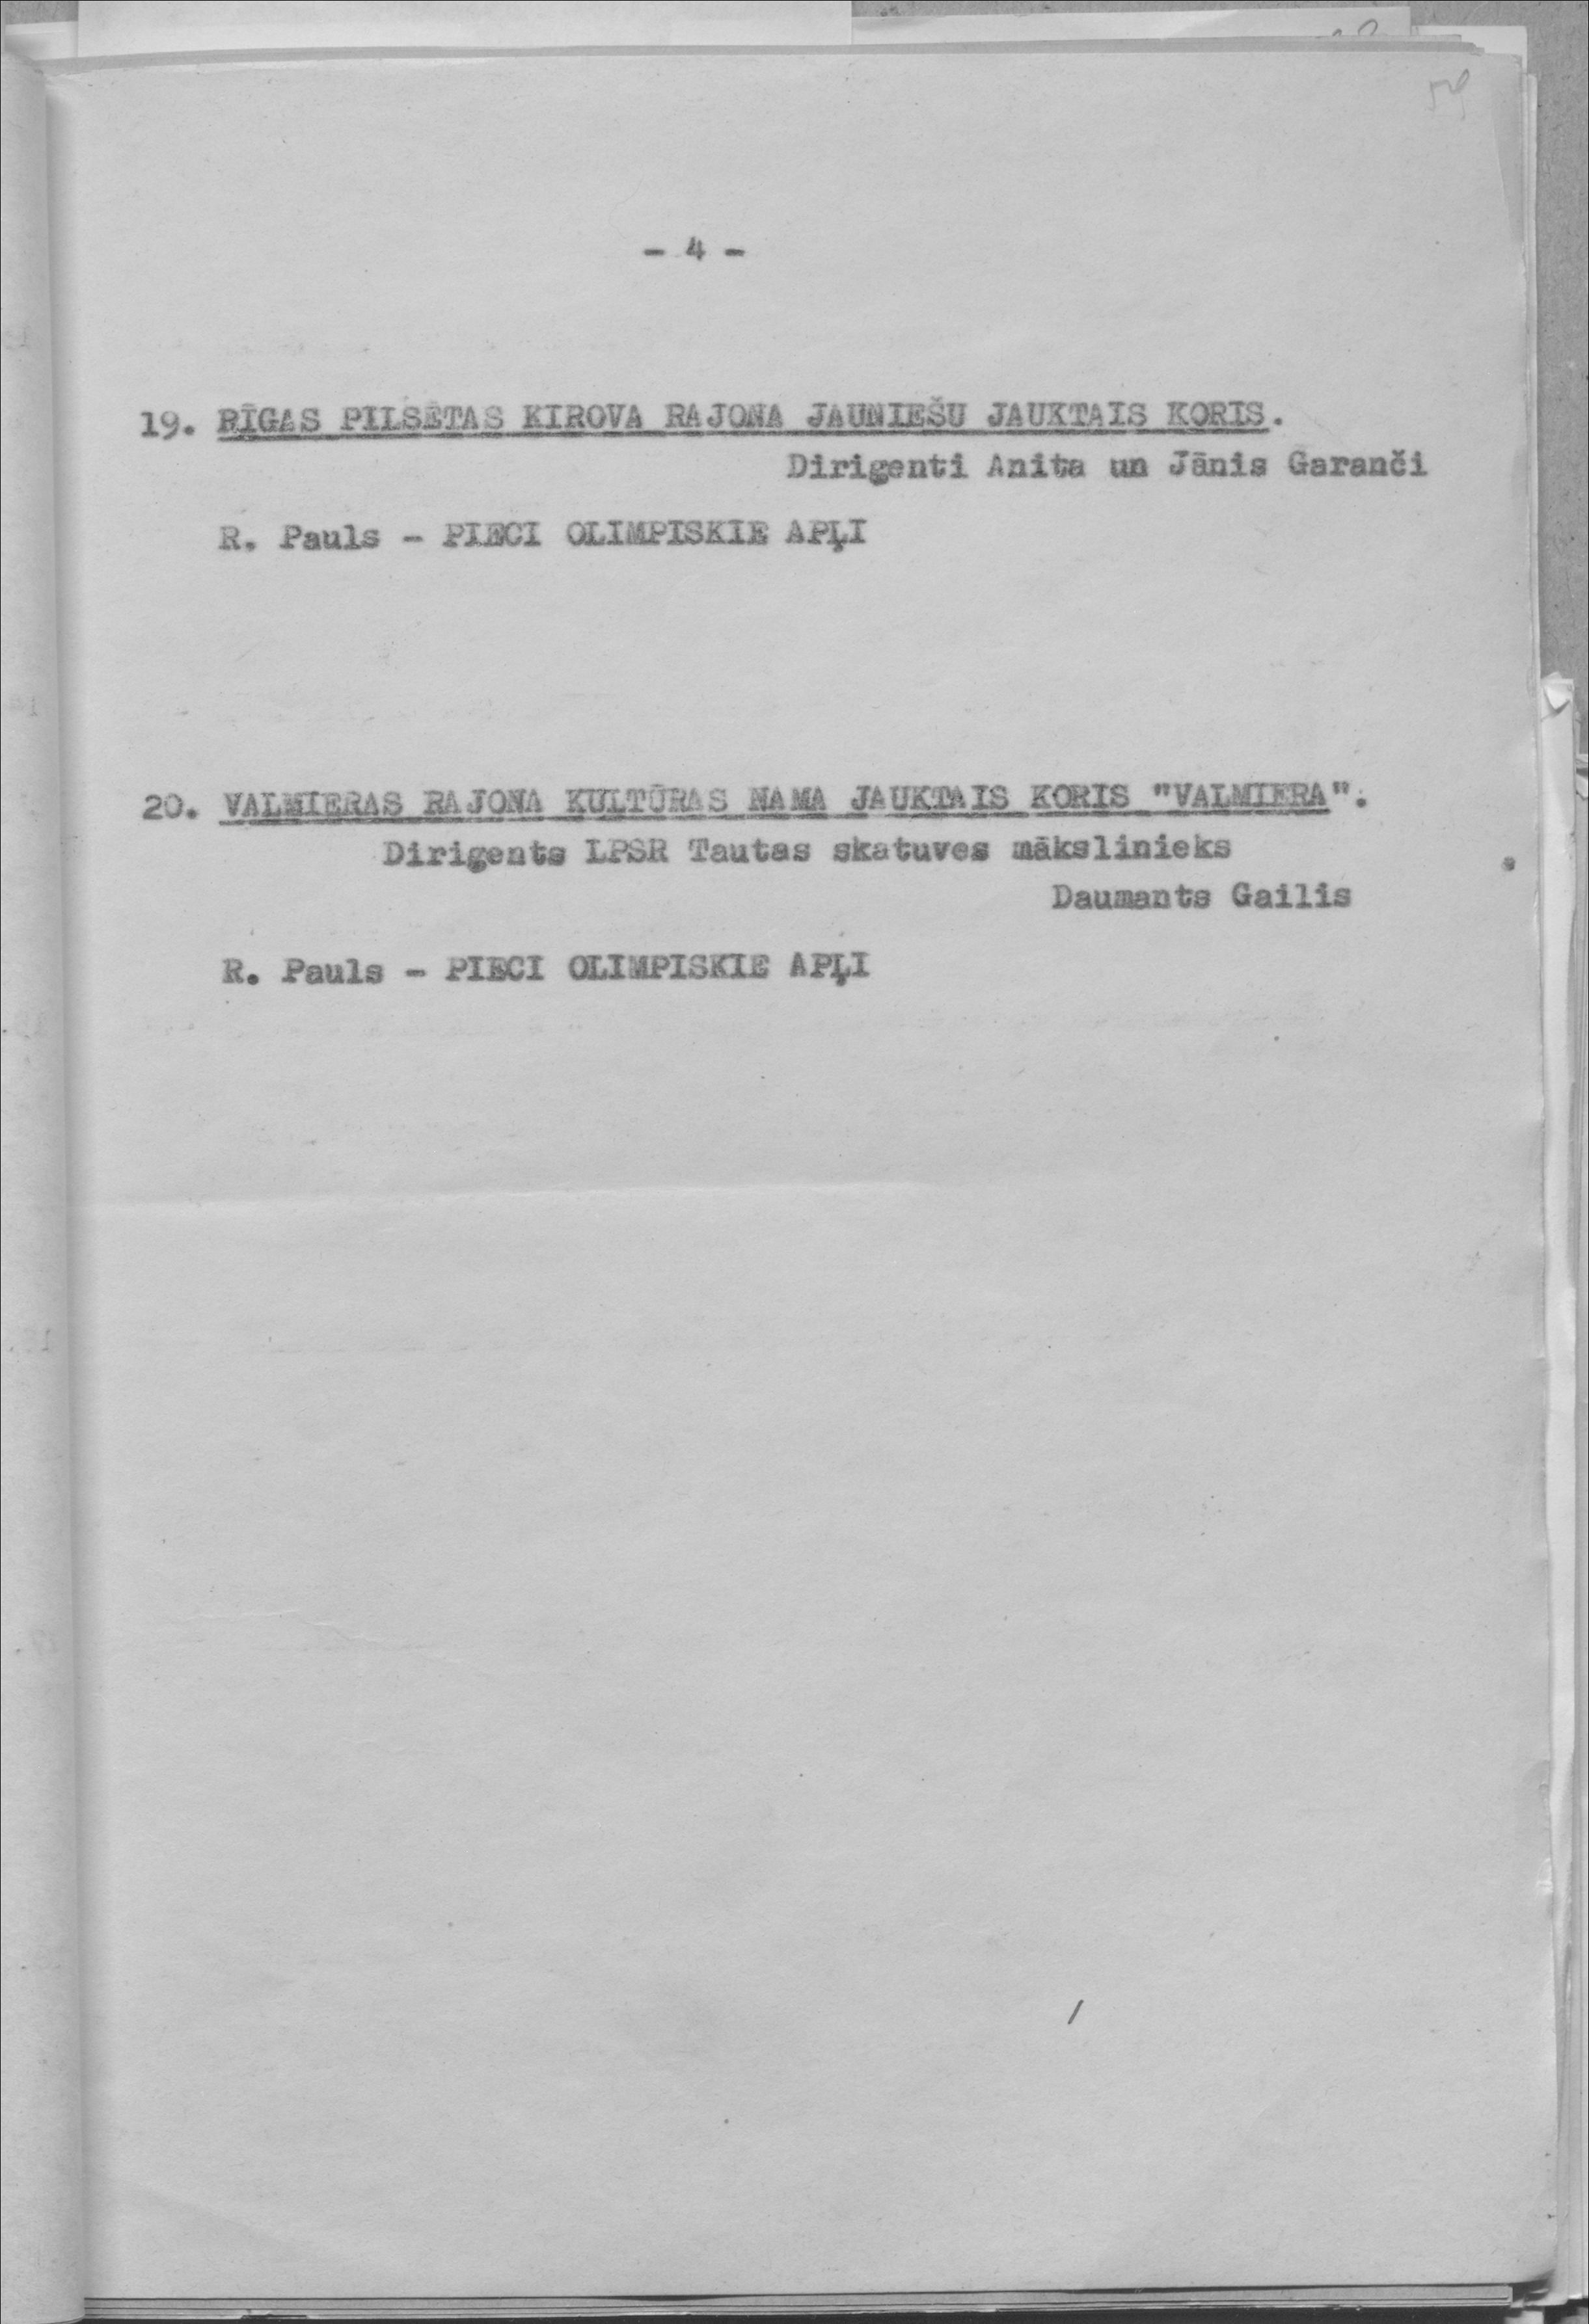 - 4 -
19. RĪGAS PILSĒTAS KIROVA RAJONA JAUNIEŠU JAUKTAIS KORIS.
Dirigenti Anita un Jānis Garanči
R. Pauls - PIECI OLIMPISKIE APĻI
20. VALMIERAS RAJONA KULTŪRAS NAMA JAUKTAIS KORIS "VALMIERA".
Dirigents LPSR Tautas skatuves mākslinieks
Daumants Gailis
R. Pauls - PIECI OLIMPISKIE APĻI